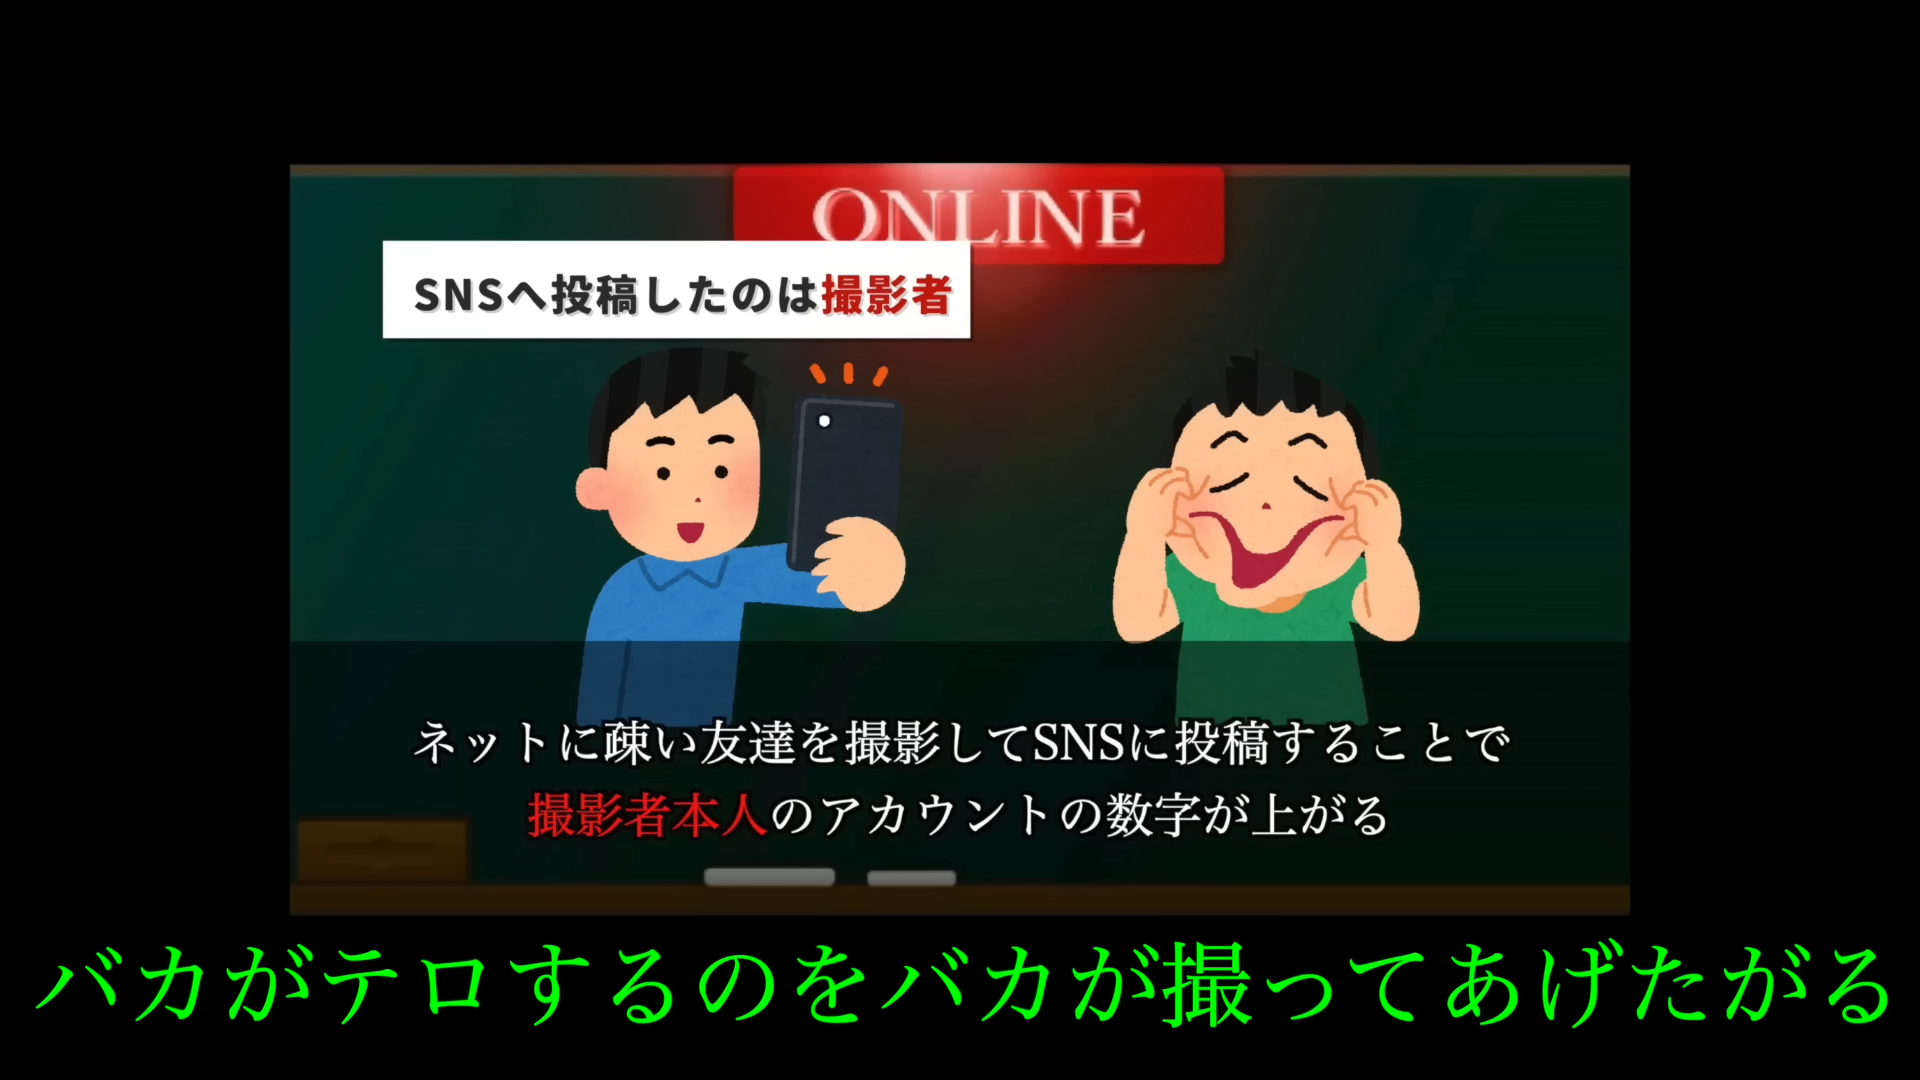 ONLINE
SNSへ投稿したのは撮影者
ネットに疎い友達を撮影してSNSに投稿することで
撮影者本人のアカウントの数字が上がる
バカがテロするのをバカが撮ってあげたがる